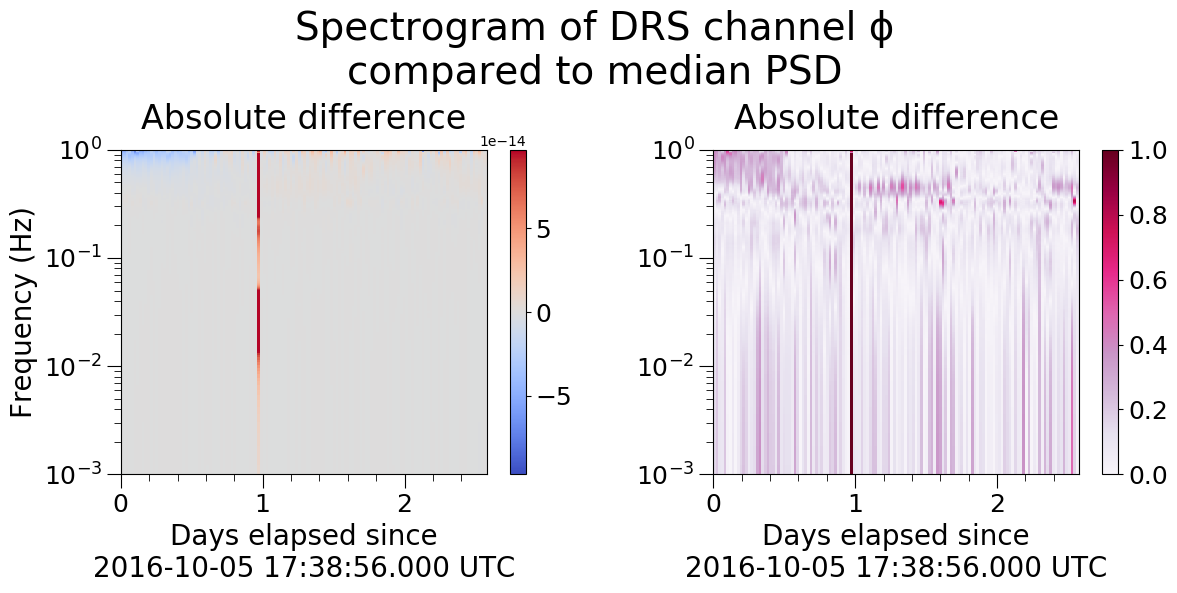 Spectrogram of DRS channel ϕ
compared to median PSD
Absolute difference
1e−14
10⁰
10⁻¹
10⁻²
10⁻³
Frequency (Hz)
0
1
2
Days elapsed since
2016-10-05 17:38:56.000 UTC
5
0
−5
Absolute difference
10⁰
10⁻¹
10⁻²
10⁻³
0
1
2
Days elapsed since
2016-10-05 17:38:56.000 UTC
1.0
0.8
0.6
0.4
0.2
0.0